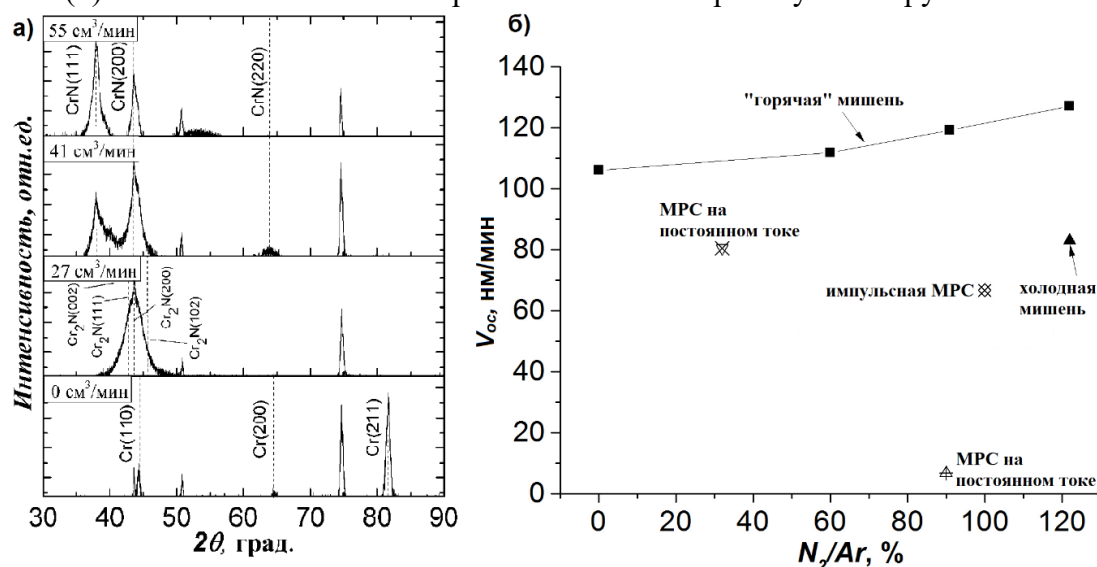 а)
55 см³/мин
CrN(111)
CrN(200)
CrN(220)
41 см³/мин
27 см³/мин
Cr₂N(002)
Cr₂N(111)
Cr₂N(200)
Cr₂N(102)
0 см³/мин
Cr(110)
Cr(200)
Cr(211)
Интенсивность, отн.ед.
30 40 50 60 70 80 90
2θ, град.
б)
140
120
100
80
60
40
20
0
Vос, нм/мин
"горячая" мишень
МРС на
постоянном токе
импульсная МРС
холодная
мишень
МРС на
постоянном токе
0 20 40 60 80 100 120
N₂/Ar, %